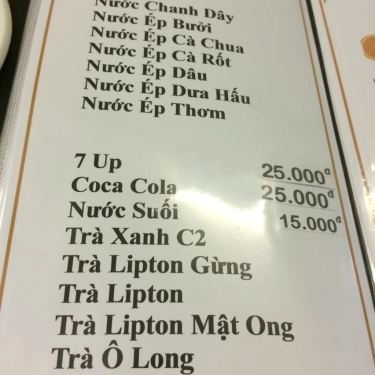 Nước Chanh Dây
Nước Ép Bưởi
Nước Ép Cà Chua
Nước Ép Cà Rốt
Nước Ép Dâu
Nước Ép Dưa Hấu
Nước Ép Thơm
7 Up 25.000đ
Coca Cola 25.000đ
Nước Suối 15.000đ
Trà Xanh C2
Trà Lipton Gừng
Trà Lipton
Trà Lipton Mật Ong
Trà Ô Long